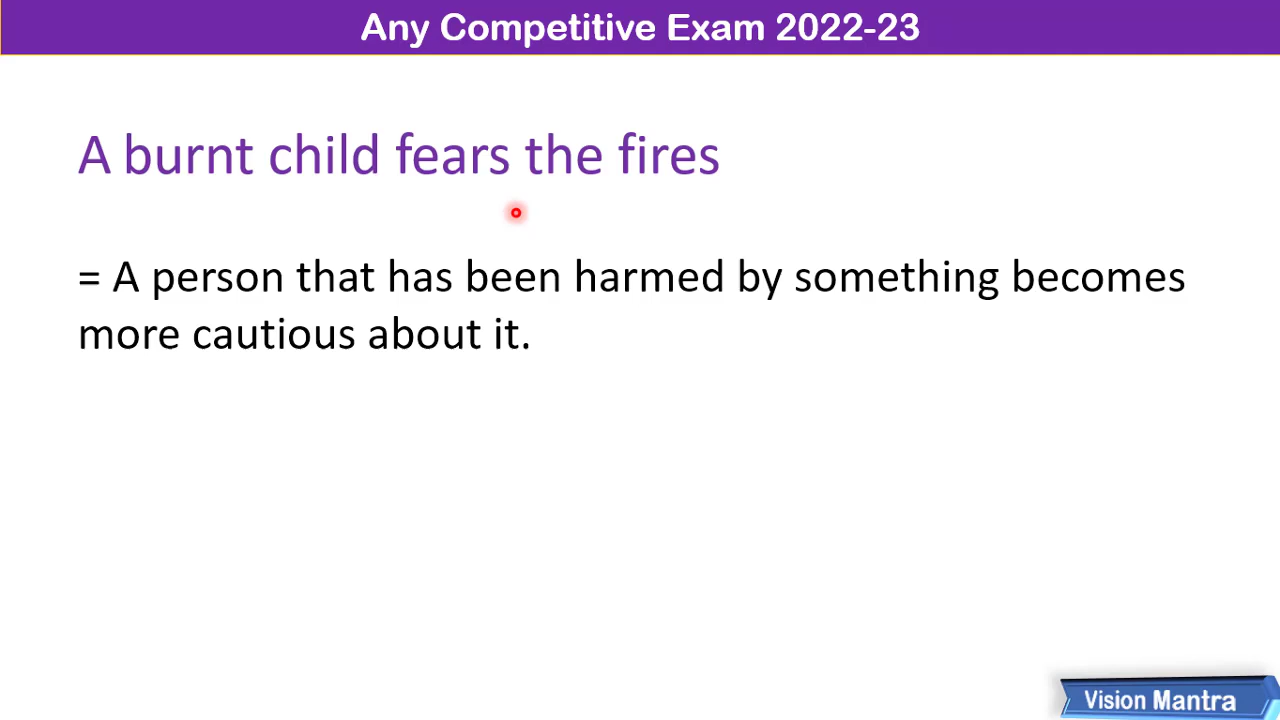 Any Competitive Exam 2022-23
A burnt child fears the fires
= A person that has been harmed by something becomes
more cautious about it.
Vision Mantra